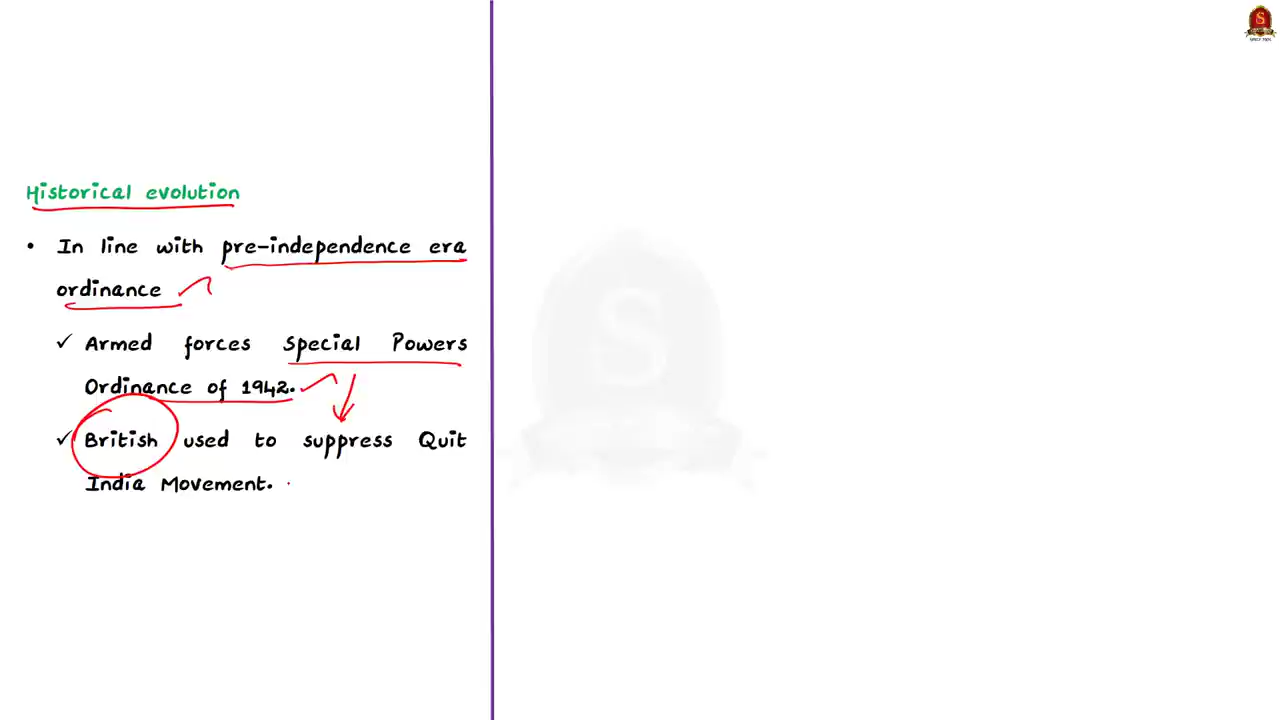 Historical evolution
• In line with pre-independence era
ordinance
✓ Armed forces Special Powers
Ordinance of 1942.
✓ British used to suppress Quit
India Movement.
S
S